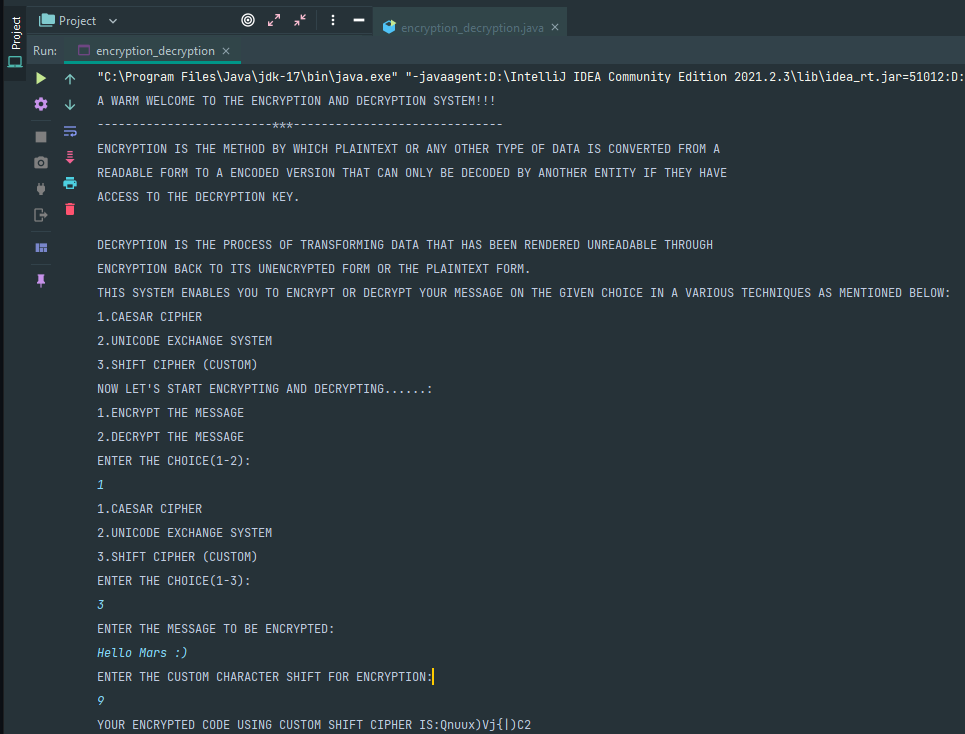 Project
Project
encryption_decryption.java
Run:
encryption_decryption
"C:\Program Files\Java\jdk-17\bin\java.exe" "-javaagent:D:\IntelliJ IDEA Community Edition 2021.2.3\lib\idea_rt.jar=51012:D:
A WARM WELCOME TO THE ENCRYPTION AND DECRYPTION SYSTEM!!!
-------------------------***------------------------------
ENCRYPTION IS THE METHOD BY WHICH PLAINTEXT OR ANY OTHER TYPE OF DATA IS CONVERTED FROM A
READABLE FORM TO A ENCODED VERSION THAT CAN ONLY BE DECODED BY ANOTHER ENTITY IF THEY HAVE
ACCESS TO THE DECRYPTION KEY.
DECRYPTION IS THE PROCESS OF TRANSFORMING DATA THAT HAS BEEN RENDERED UNREADABLE THROUGH
ENCRYPTION BACK TO ITS UNENCRYPTED FORM OR THE PLAINTEXT FORM.
THIS SYSTEM ENABLES YOU TO ENCRYPT OR DECRYPT YOUR MESSAGE ON THE GIVEN CHOICE IN A VARIOUS TECHNIQUES AS MENTIONED BELOW:
1.CAESAR CIPHER
2.UNICODE EXCHANGE SYSTEM
3.SHIFT CIPHER (CUSTOM)
NOW LET'S START ENCRYPTING AND DECRYPTING......:
1.ENCRYPT THE MESSAGE
2.DECRYPT THE MESSAGE
ENTER THE CHOICE(1-2):
1
1.CAESAR CIPHER
2.UNICODE EXCHANGE SYSTEM
3.SHIFT CIPHER (CUSTOM)
ENTER THE CHOICE(1-3):
3
ENTER THE MESSAGE TO BE ENCRYPTED:
Hello Mars :)
ENTER THE CUSTOM CHARACTER SHIFT FOR ENCRYPTION:
9
YOUR ENCRYPTED CODE USING CUSTOM SHIFT CIPHER IS:Qnuux)Vj{|)C2